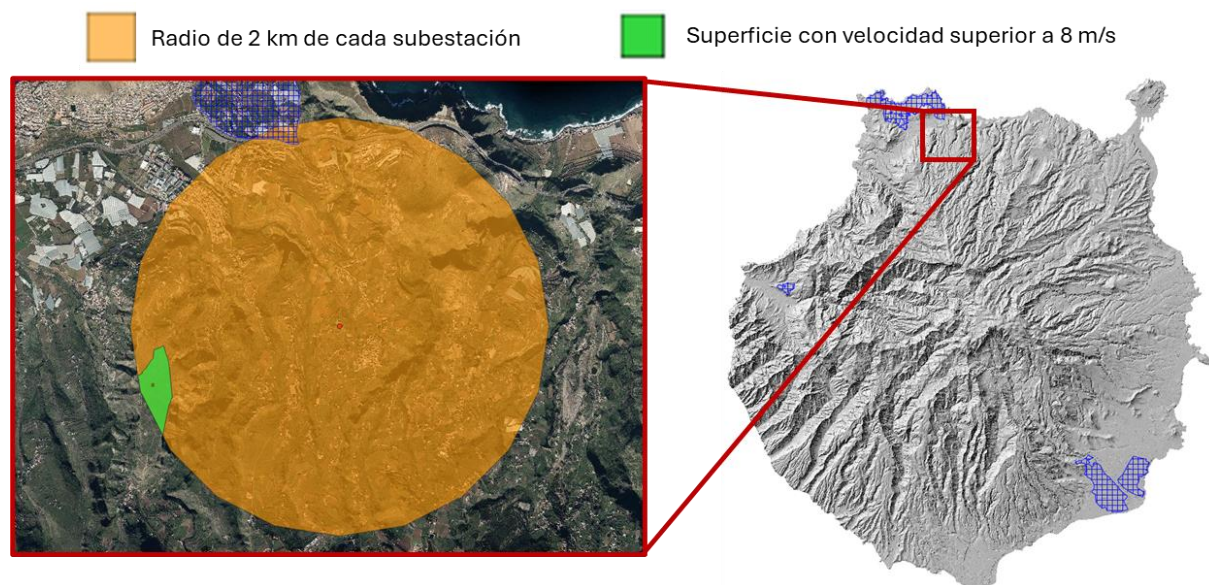 Radio de 2 km de cada subestación
Superficie con velocidad superior a 8 m/s